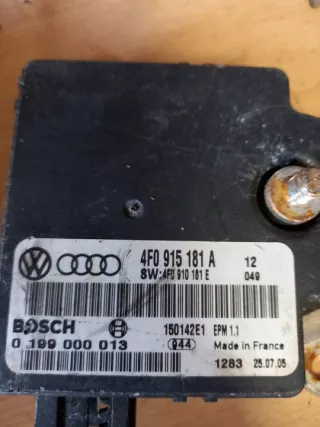 4F0 915 181 A 12
SW:4F0 910 181 E 049
BOSCH 150142E1 EPM 1.1
0 199 000 013 944 Made in France
1283 25.07.05